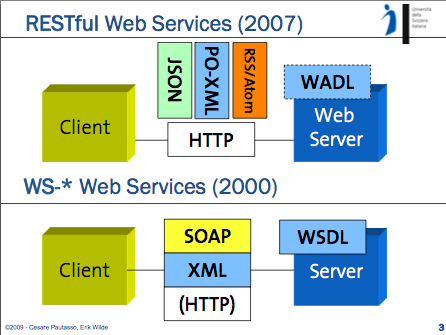 RESTful Web Services (2007)
Università
della
Svizzera
italiana
JSON
PO-XML
RSS/Atom
WADL
Client
HTTP
Web
Server
WS-* Web Services (2000)
SOAP
WSDL
Client
XML
Server
(HTTP)
©2009 - Cesare Pautasso, Erik Wilde
3